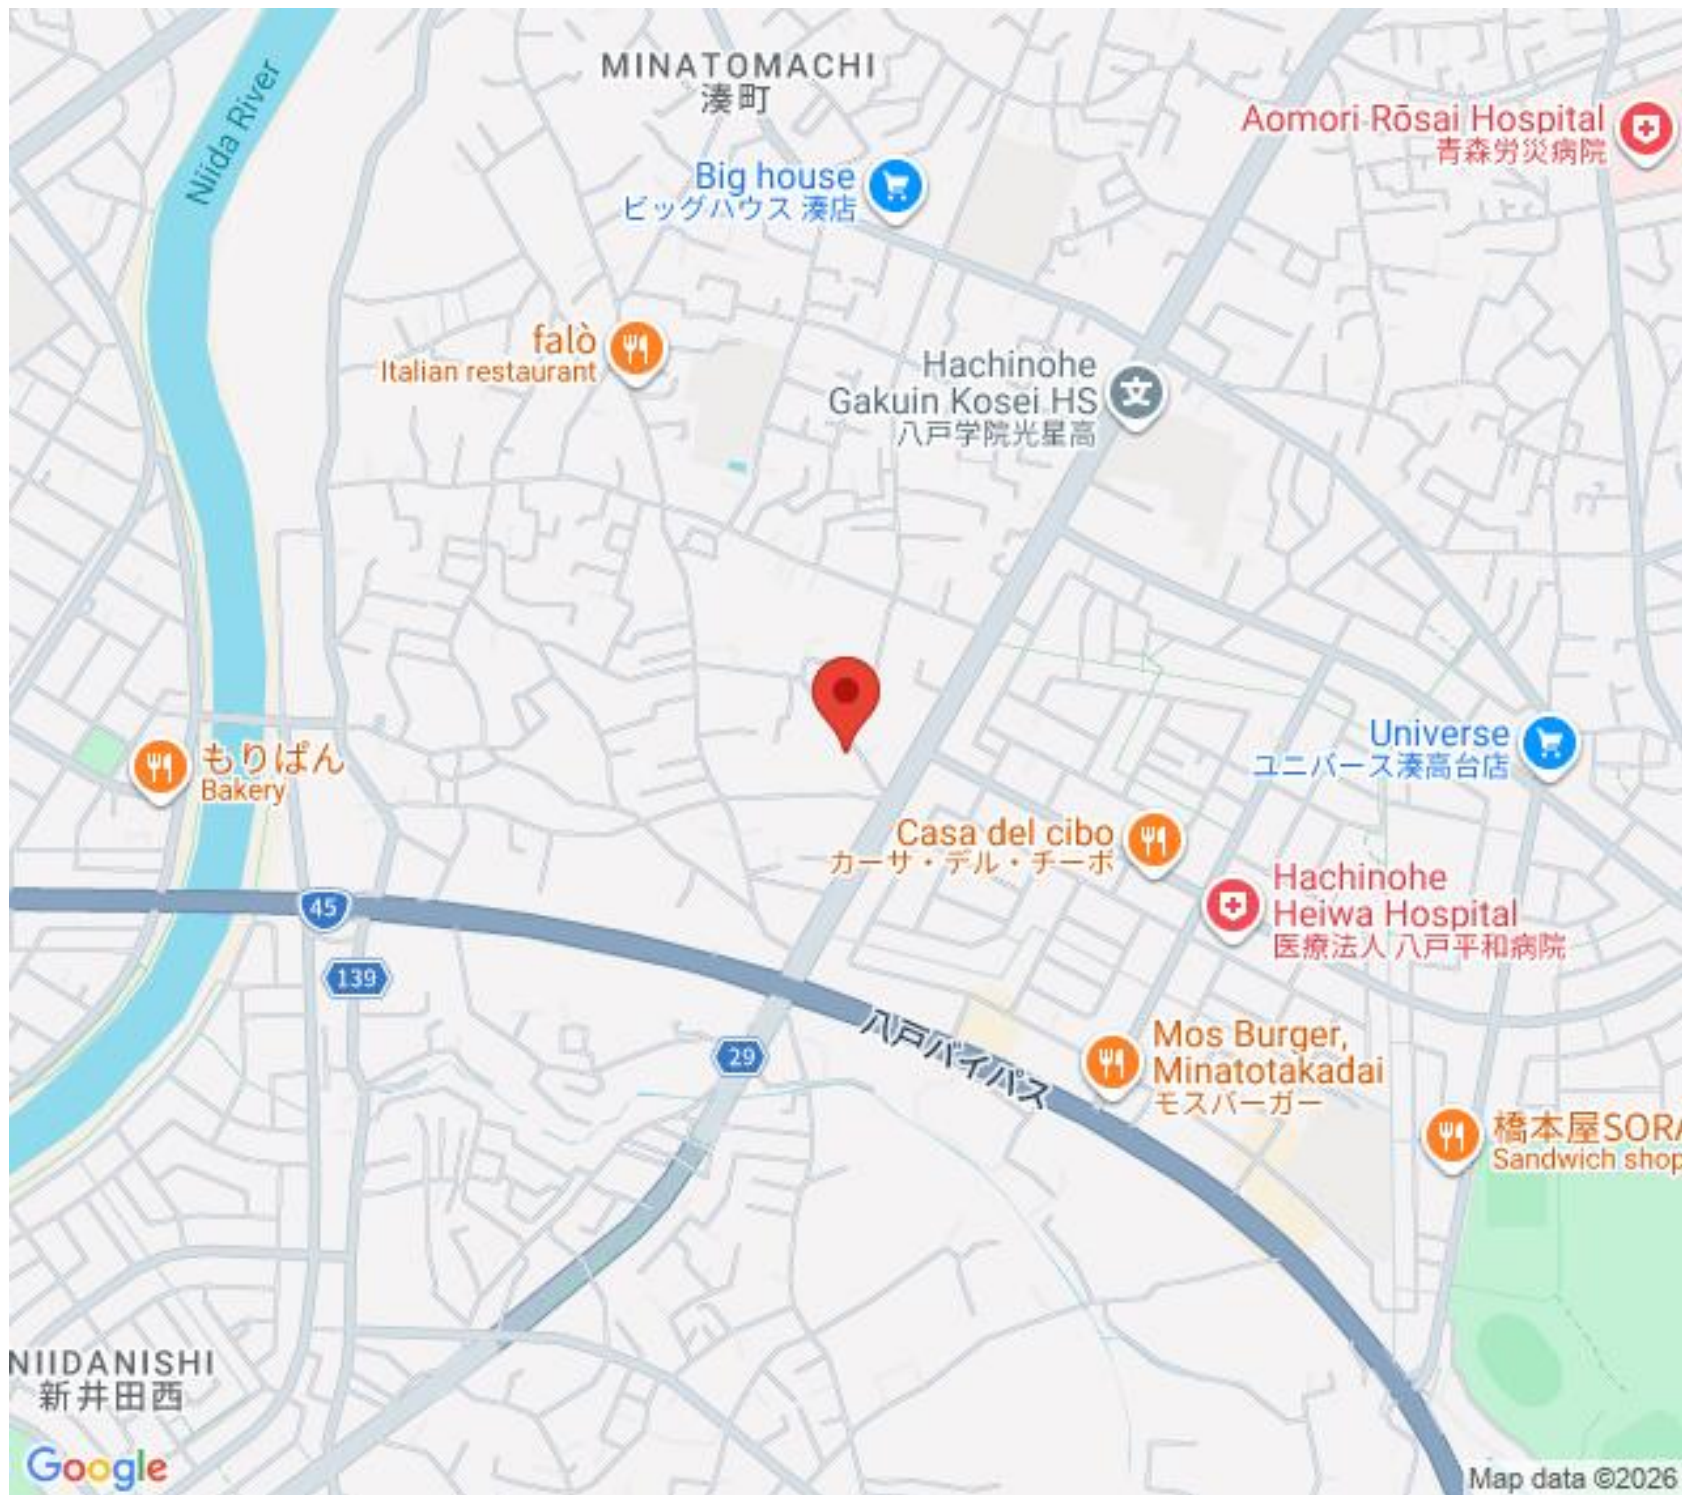 MINATOMACHI
湊町
Niida River
Aomori Rōsai Hospital
青森労災病院
Big house
ビッグハウス 湊店
falò
Italian restaurant
Hachinohe
Gakuin Kosei HS
八戸学院光星高
Universe
ユニバース湊高台店
もりぱん
Bakery
Casa del cibo
カーサ・デル・チーボ
Hachinohe
Heiwa Hospital
医療法人 八戸平和病院
45
139
29
八戸バイパス
Mos Burger,
Minatotakadai
モスバーガー
橋本屋SORA
Sandwich shop
NIIDANISHI
新井田西
Google
Map data ©2026